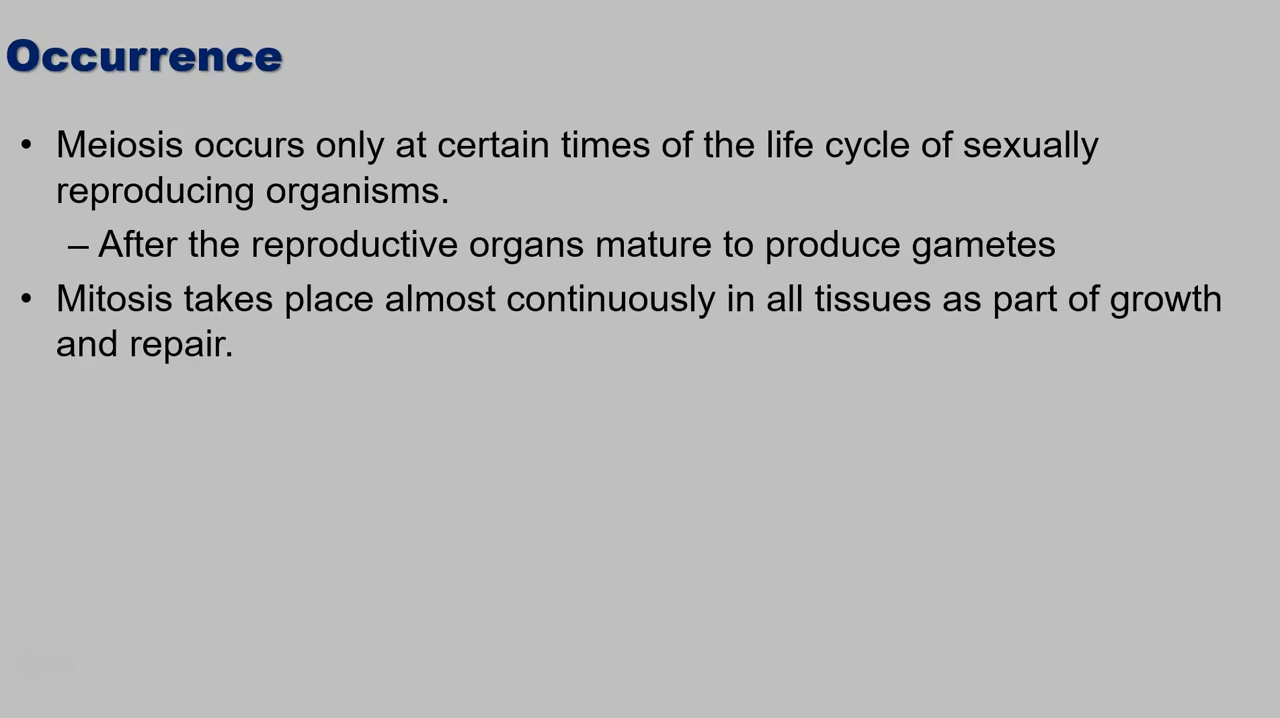 Occurrence
• Meiosis occurs only at certain times of the life cycle of sexually
reproducing organisms.
– After the reproductive organs mature to produce gametes
• Mitosis takes place almost continuously in all tissues as part of growth
and repair.